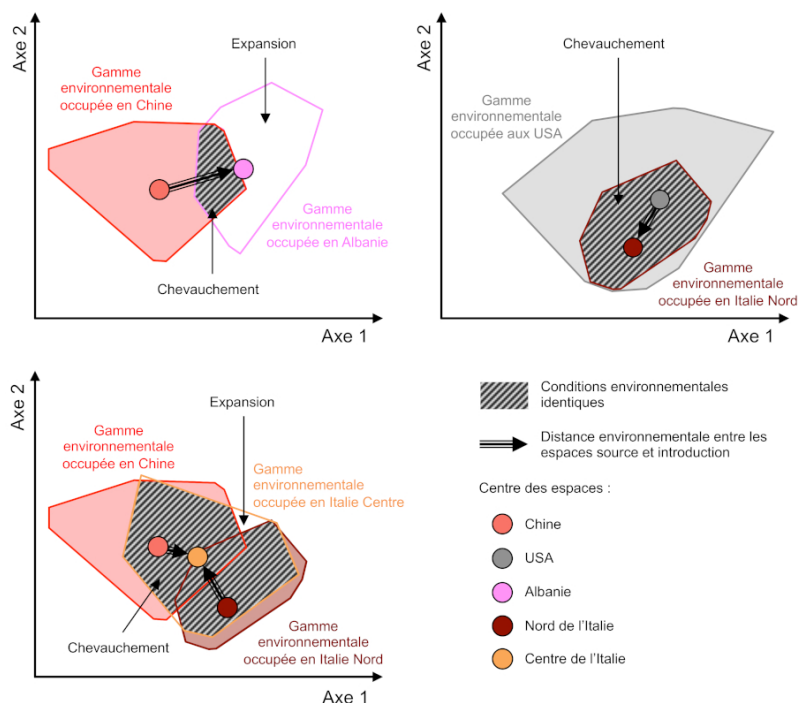 Axe 2
Expansion
Gamme
environnementale
occupée en Chine
Gamme
environnementale
occupée en Albanie
Chevauchement
Axe 1
Axe 2
Chevauchement
Gamme
environnementale
occupée aux USA
Gamme
environnementale
occupée en Italie Nord
Axe 1
Axe 2
Expansion
Gamme
environnementale
occupée en Chine
Gamme
environnementale
occupée en Italie Centre
Chevauchement
Gamme
environnementale
occupée en Italie Nord
Axe 1
Conditions environnementales
identiques
Distance environnementale entre les
espaces source et introduction
Centre des espaces :
Chine
USA
Albanie
Nord de l'Italie
Centre de l'Italie